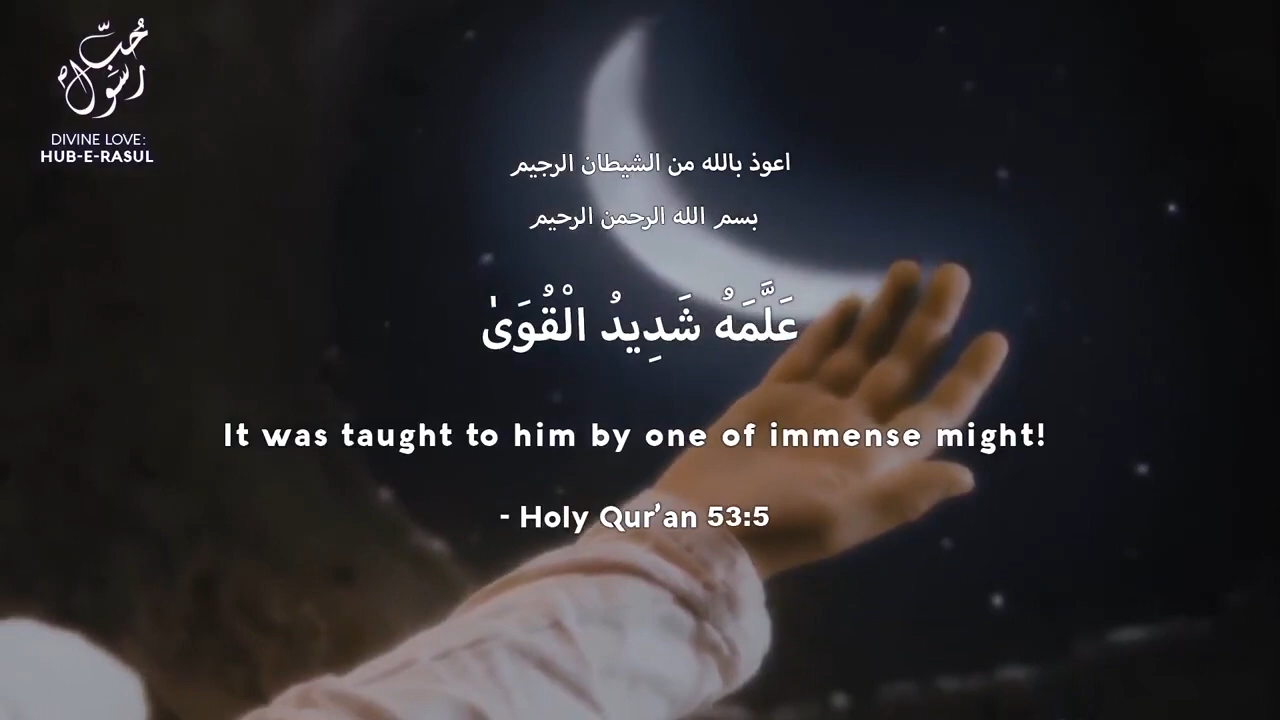 حُبِّ
رَسُول
DIVINE LOVE:
HUB-E-RASUL
اعوذ بالله من الشيطان الرجيم
بسم الله الرحمن الرحيم
عَلَّمَهُ شَدِيدُ الْقُوَىٰ
It was taught to him by one of immense might!
- Holy Qur'an 53:5